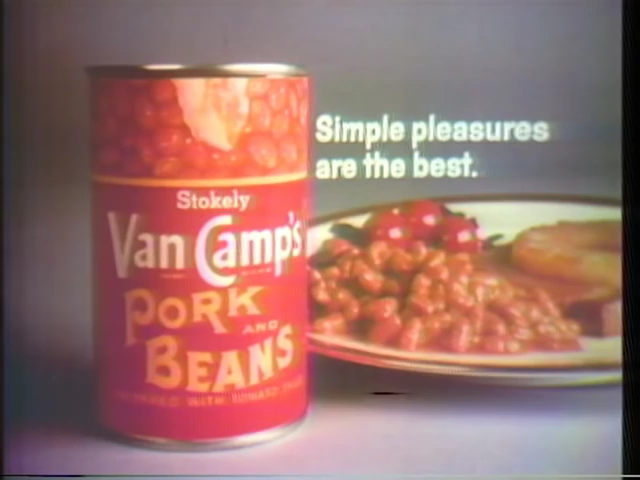 Simple pleasures
are the best.
Stokely
Van Camp's
PORK
AND
BEANS